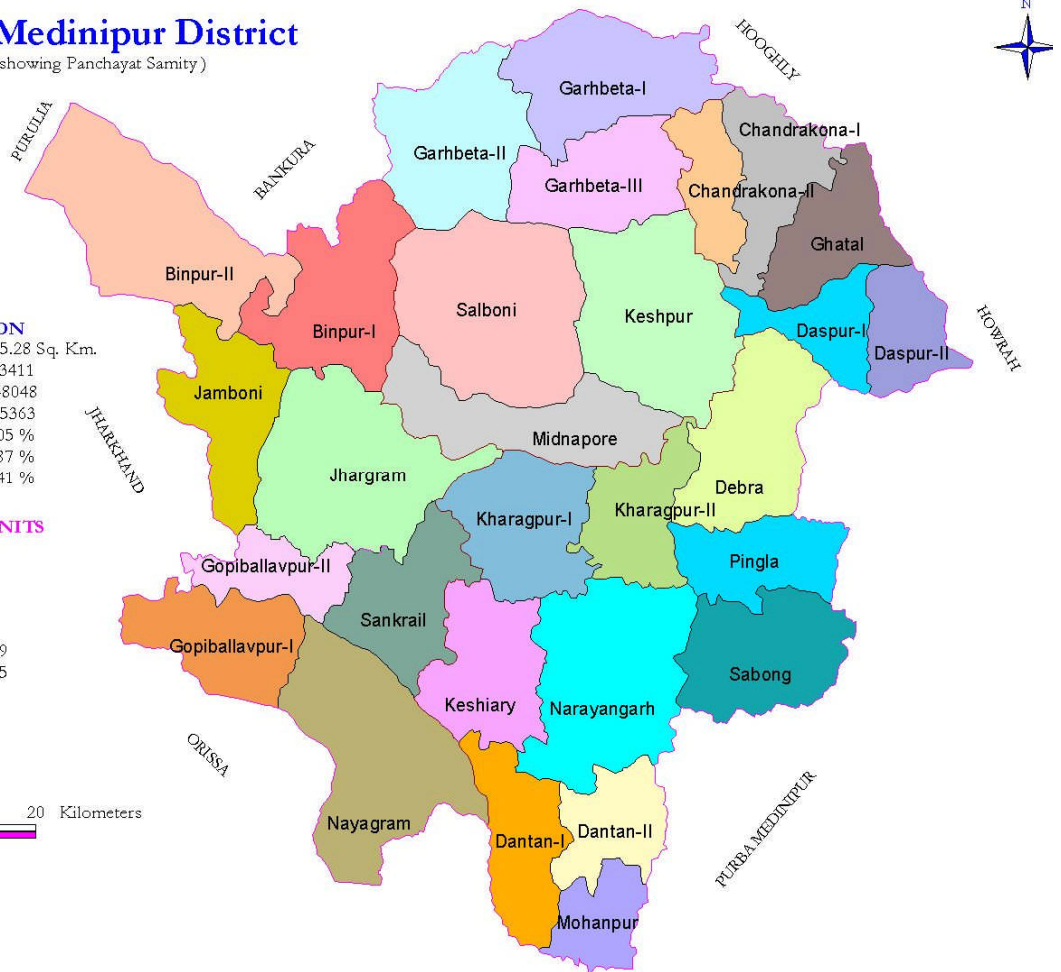 Medinipur District
showing Panchayat Samity )
N
HOOGHLY
PURULIA
BANKURA
Garhbeta-I
Chandrakona-I
Garhbeta-II
Garhbeta-III
Chandrakona-II
Ghatal
Binpur-II
Salboni
Keshpur
Binpur-I
Daspur-I
Daspur-II
HOWRAH
ON
5.28 Sq. Km.
3411
8048
5363
05 %
87 %
41 %
Jamboni
JHARKHAND
Midnapore
Jhargram
Debra
Kharagpur-I
Kharagpur-II
NITS
Pingla
Gopiballavpur-II
Sankrail
Gopiballavpur-I
9
5
Sabong
Keshiary
Narayangarh
ORISSA
20 Kilometers
Nayagram
Dantan-I
Dantan-II
PURBA MEDINIPUR
Mohanpur